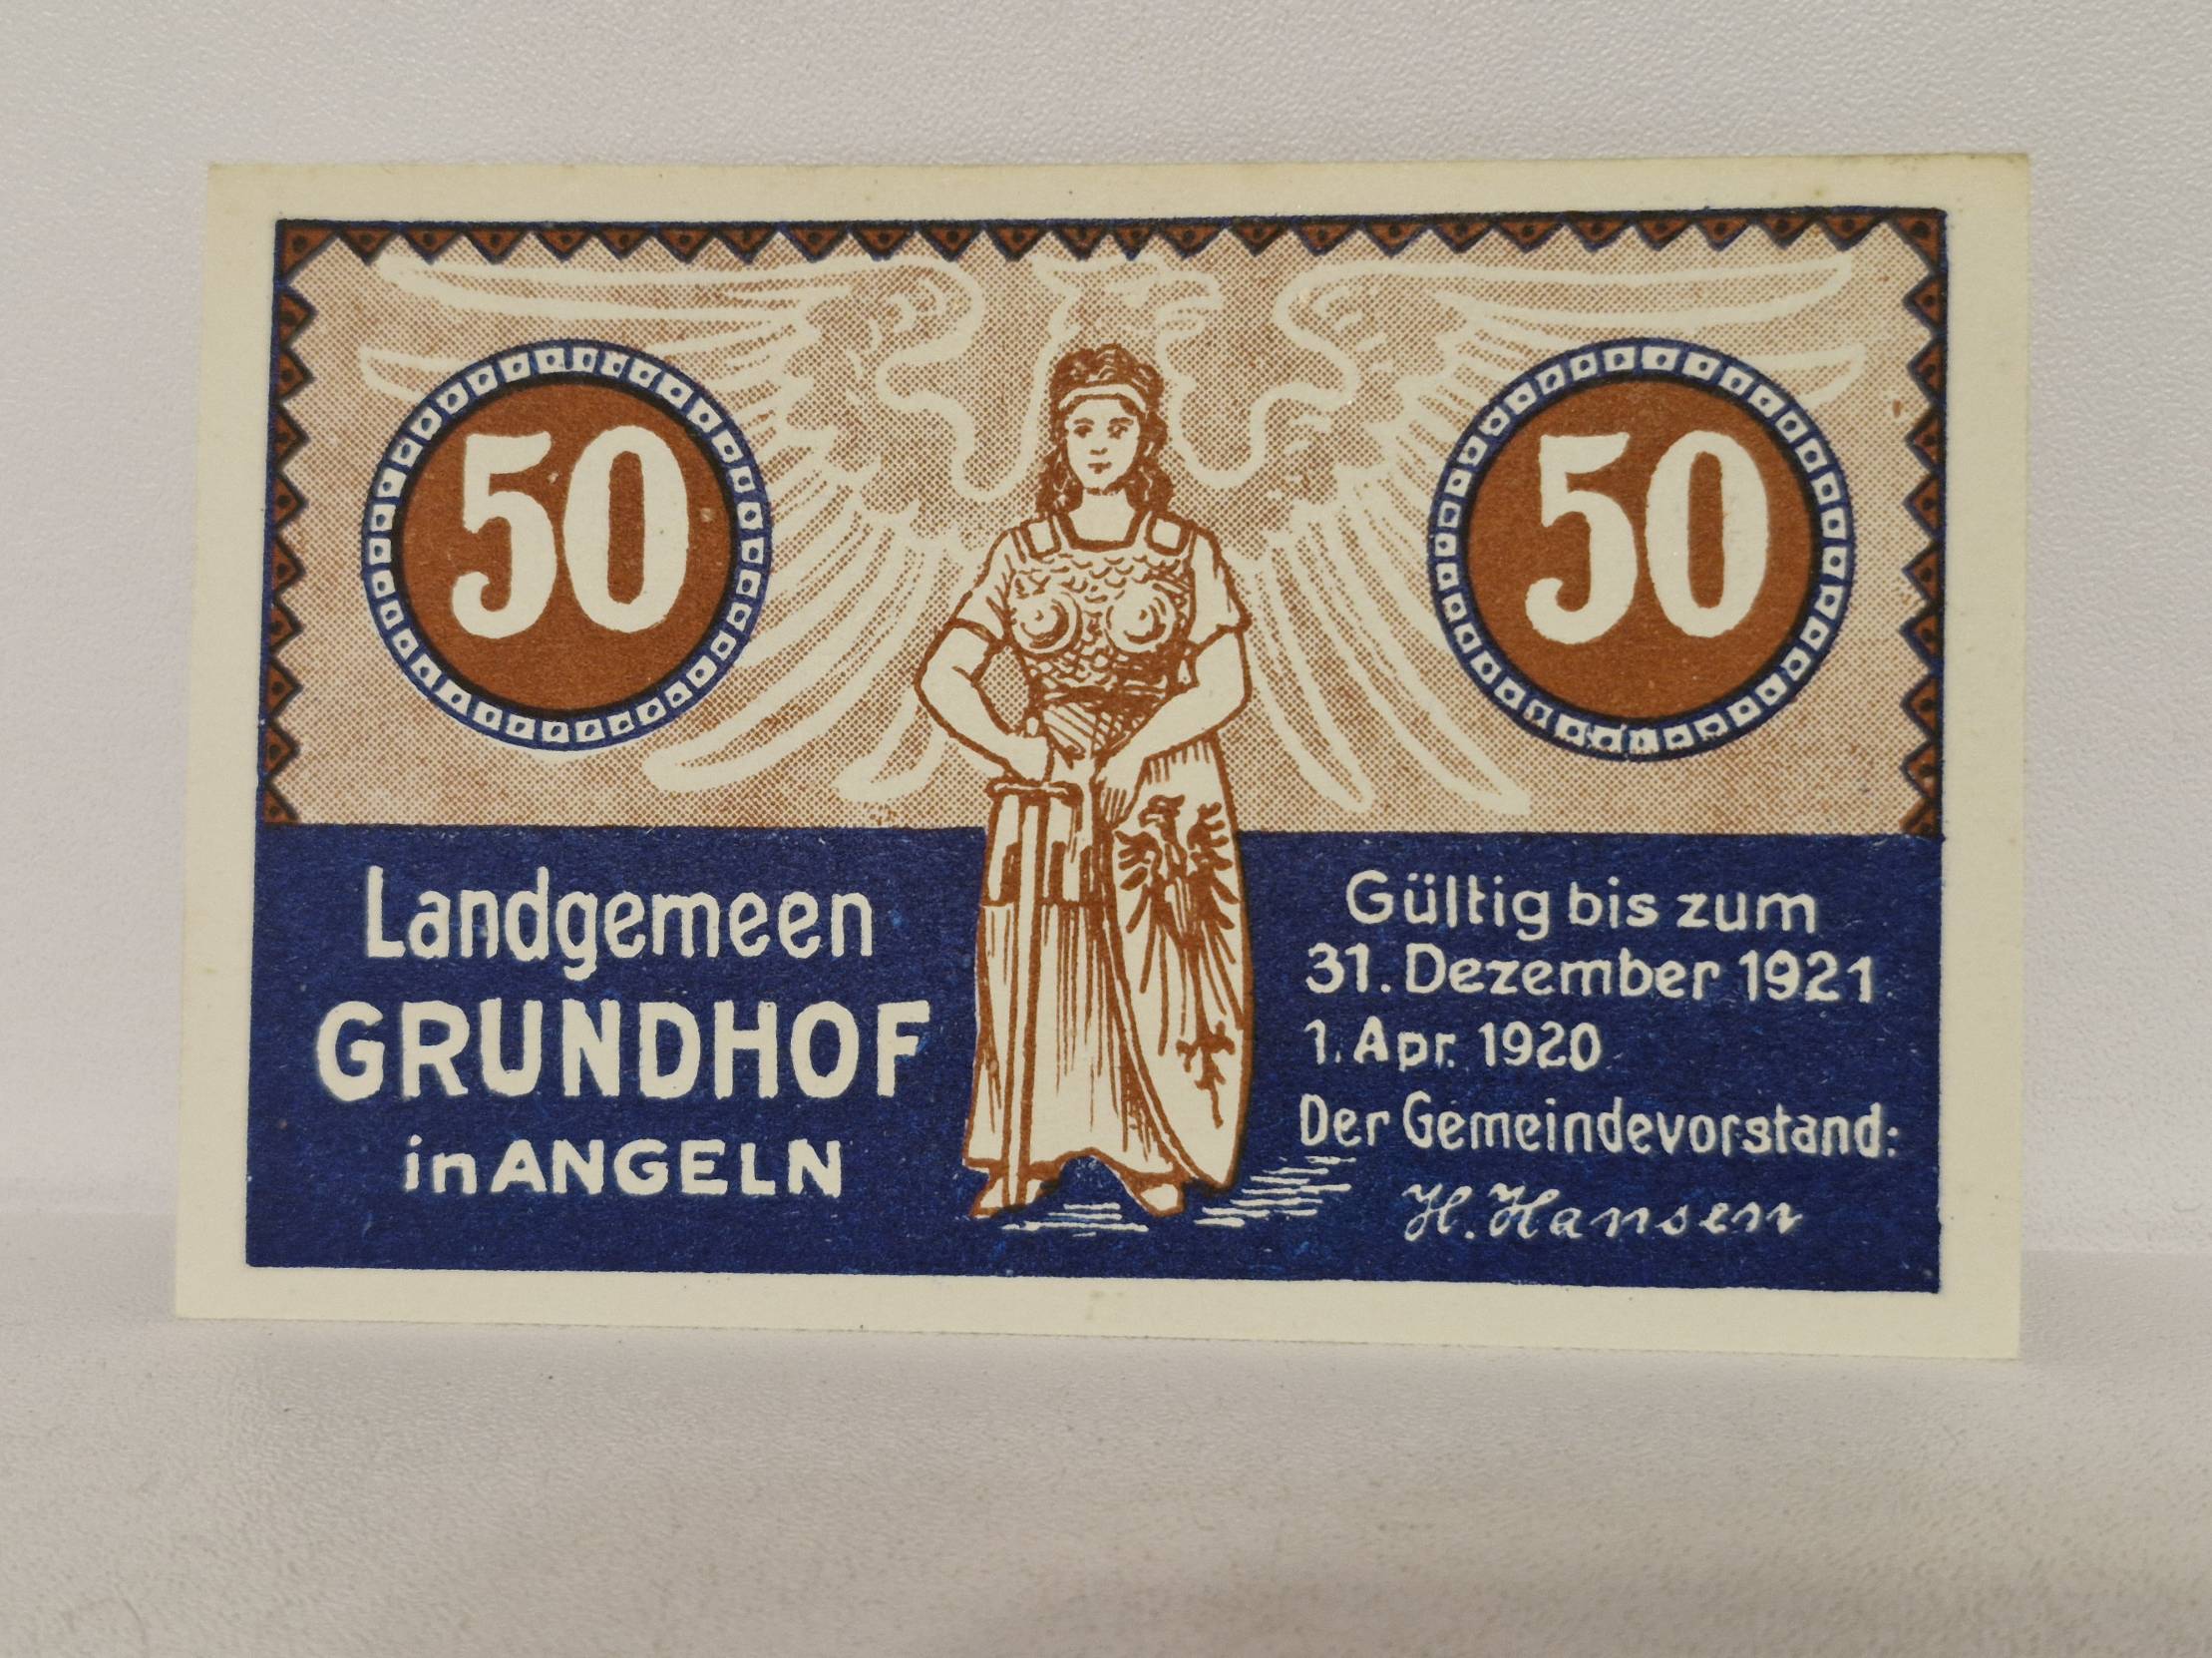 50
50
Landgemeen
GRUNDHOF
in ANGELN
Gültig bis zum
31. Dezember 1921
1. Apr. 1920
Der Gemeindevorstand:
H. Hansen